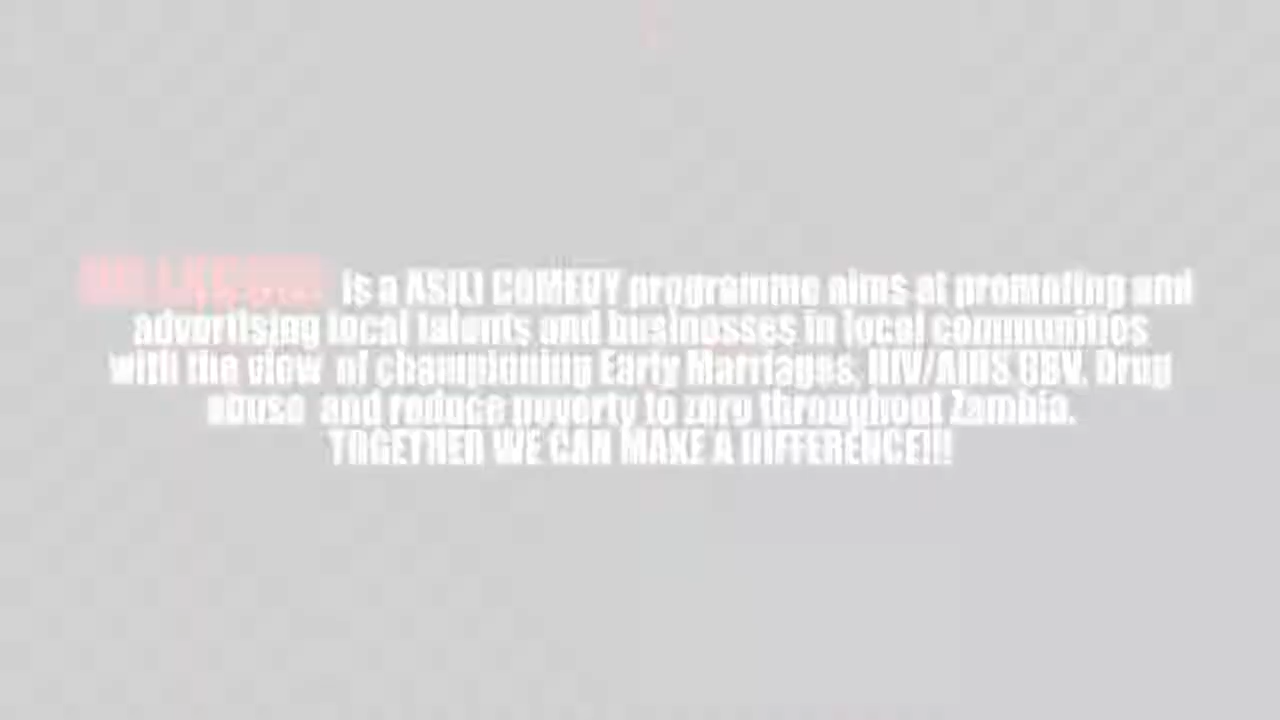 is a ASILI COMEDY programme aims at promoting and
advertising local talents and businesses in local communities
with the view of championing Early Marriages, HIV/AIDS GBV, Drug
abuse and reduce poverty to zero throughout Zambia.
TOGETHER WE CAN MAKE A DIFFERENCE!!!